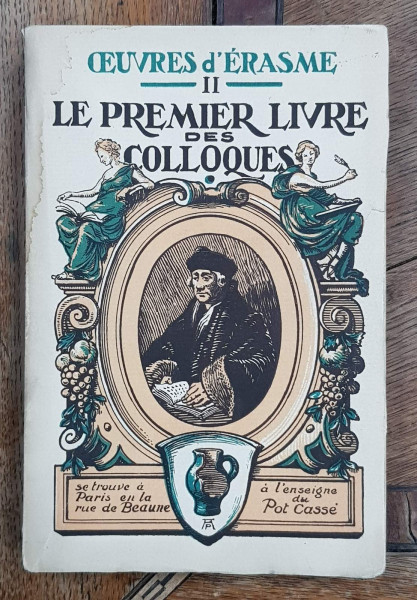 ŒUVRES d'ÉRASME
II
LE PREMIER LIVRE
DES
COLLOQUES
se trouve à
Paris en la
rue de Beaune
à l'enseigne
du
Pot Cassé